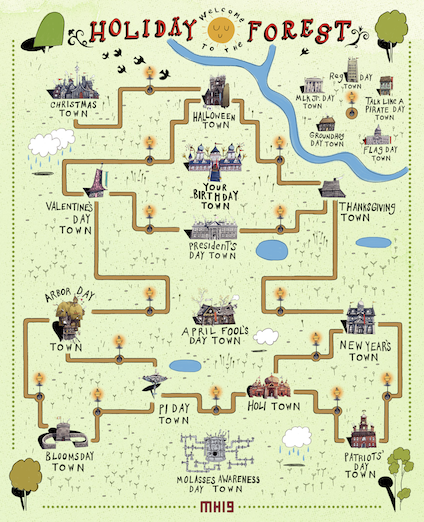 WELCOME
TO THE
HOLIDAY FOREST
CHRISTMAS
TOWN
HALLOWEEN
TOWN
Rag DAY
TOWN
MLK JR. DAY
TOWN
TALK LIKE A
PIRATE DAY
TOWN
GROUNDHOG
DAY TOWN
FLAG DAY
TOWN
YOUR
BIRTHDAY
TOWN
VALENTINE'S
DAY
TOWN
THANKSGIVING
TOWN
PRESIDENT'S
DAY TOWN
ARBOR DAY
TOWN
APRIL FOOL'S
DAY TOWN
NEW YEAR'S
TOWN
PI DAY
TOWN
HOLI TOWN
BLOOMSDAY
TOWN
MOLASSES AWARENESS
DAY TOWN
PATRIOTS'
DAY
TOWN
MH19